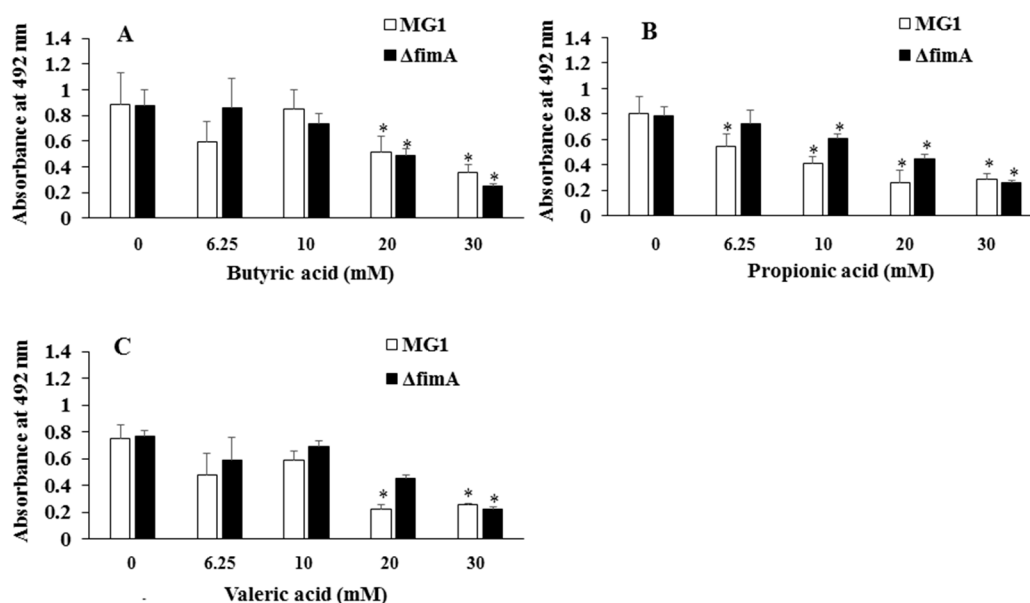 A
MG1
ΔfimA
Absorbance at 492 nm
1.4
1.2
1
0.8
0.6
0.4
0.2
0
* *
* *
0 6.25 10 20 30
Butyric acid (mM)
B
MG1
ΔfimA
Absorbance at 492 nm
1.4
1.2
1
0.8
0.6
0.4
0.2
0
*
* *
* *
* *
0 6.25 10 20 30
Propionic acid (mM)
C
MG1
ΔfimA
Absorbance at 492 nm
1.4
1.2
1
0.8
0.6
0.4
0.2
0
*
* *
0 6.25 10 20 30
Valeric acid (mM)